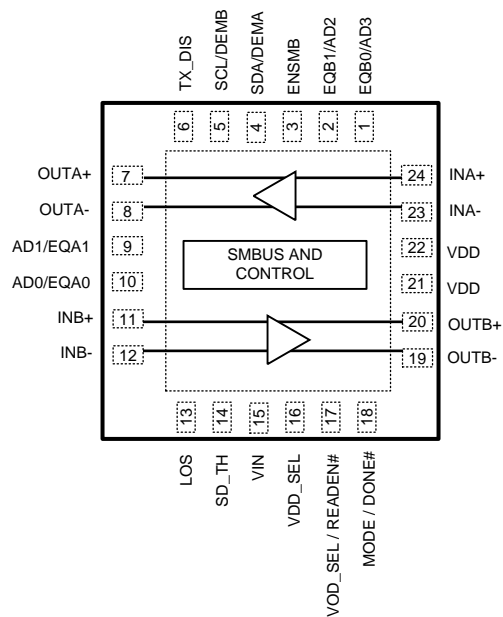 TX_DIS
SCL/DEMB
SDA/DEMA
ENSMB
EQB1/AD2
EQB0/AD3
6
5
4
3
2
1
OUTA+
7
24
INA+
OUTA-
8
23
INA-
AD1/EQA1
9
22
VDD
SMBUS AND
CONTROL
AD0/EQA0
10
21
VDD
INB+
11
20
OUTB+
INB-
12
19
OUTB-
13
14
15
16
17
18
LOS
SD_TH
VIN
VDD_SEL
VOD_SEL / READEN#
MODE / DONE#